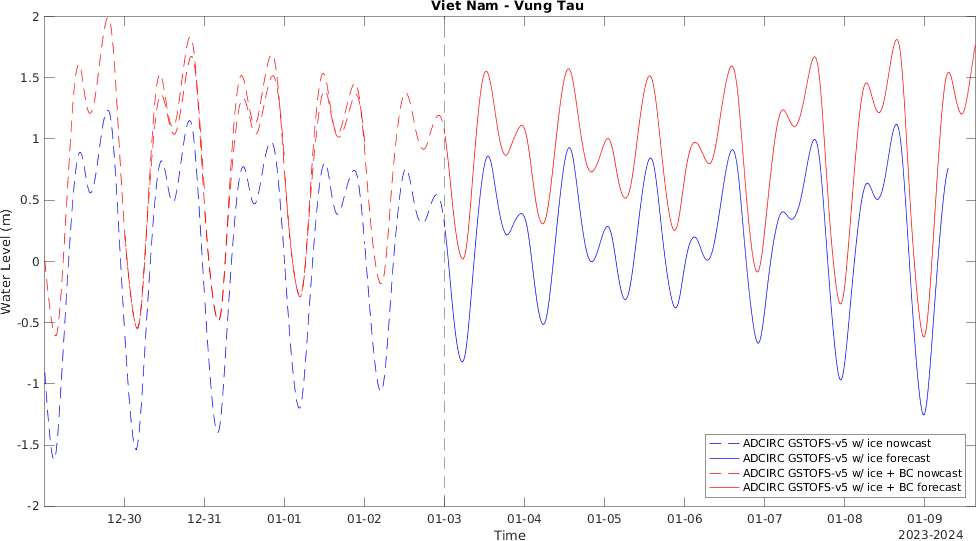 Viet Nam - Vung Tau
2
1.5
1
0.5
0
-0.5
-1
-1.5
-2
Water Level (m)
ADCIRC GSTOFS-v5 w/ ice nowcast
ADCIRC GSTOFS-v5 w/ ice forecast
ADCIRC GSTOFS-v5 w/ ice + BC nowcast
ADCIRC GSTOFS-v5 w/ ice + BC forecast
12-30 12-31 01-01 01-02 01-03 01-04 01-05 01-06 01-07 01-08 01-09
Time
2023-2024